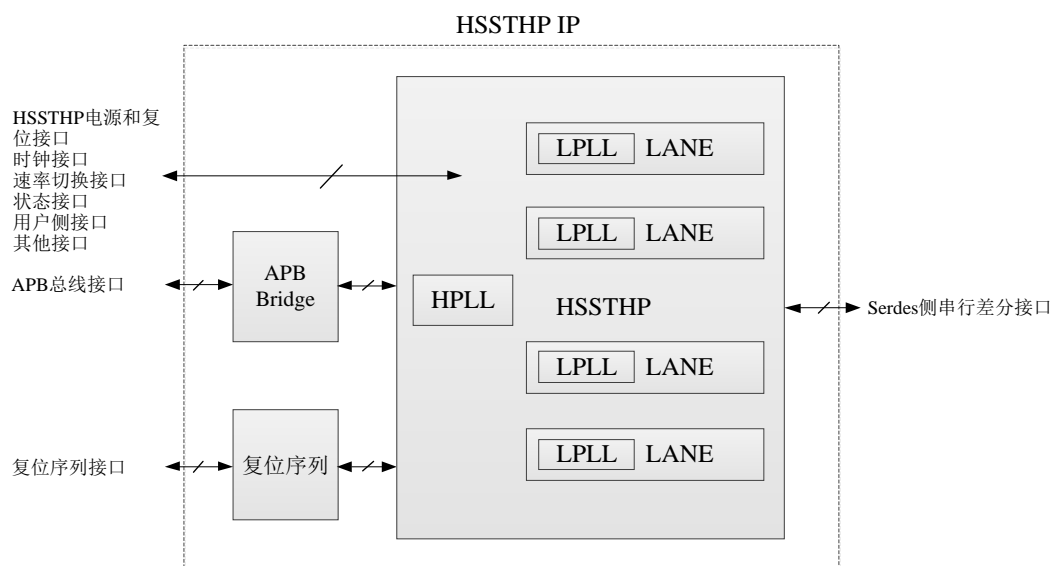 HSSTHP IP
HSSTHP电源和复
位接口
时钟接口
速率切换接口
状态接口
用户侧接口
其他接口
LPLL LANE
LPLL LANE
APB总线接口
APB
Bridge
HPLL
HSSTHP
Serdes侧串行差分接口
LPLL LANE
LPLL LANE
复位序列接口
复位序列